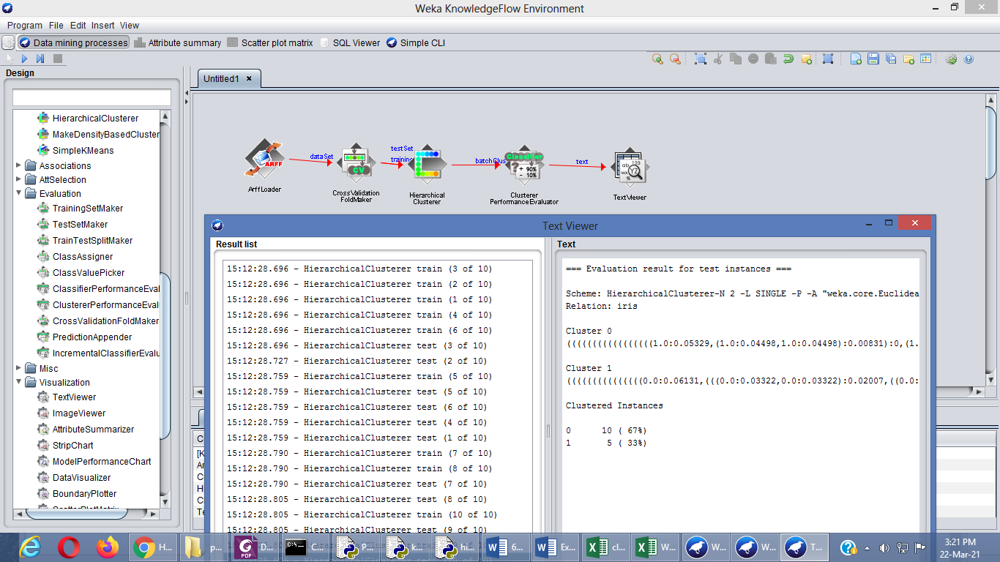 Weka KnowledgeFlow Environment
Program File Edit Insert View
Data mining processes Attribute summary Scatter plot matrix SQL Viewer Simple CLI
Design
Untitled1
HierarchicalClusterer
MakeDensityBasedCluster
SimpleKMeans
Associations
AttSelection
Evaluation
TrainingSetMaker
TestSetMaker
TrainTestSplitMaker
ClassAssigner
ClassValuePicker
ClassifierPerformanceEval
ClustererPerformanceEval
CrossValidationFoldMaker
PredictionAppender
IncrementalClassifierEvalu
Misc
Visualization
TextViewer
ImageViewer
AttributeSummarizer
StripChart
ModelPerformanceChart
DataVisualizer
BoundaryPlotter
ScatterPlotMatrix
ARFF
ArffLoader
dataSet
CV
CrossValidation
FoldMaker
testSet
training
Hierarchical
Clusterer
batchClus
Classifier
+ 90%
- 10%
Clusterer
PerformanceEvaluator
text
TextViewer
Text Viewer
Result list
15:12:28.696 - HierarchicalClusterer train (3 of 10)
15:12:28.696 - HierarchicalClusterer train (2 of 10)
15:12:28.696 - HierarchicalClusterer train (1 of 10)
15:12:28.696 - HierarchicalClusterer train (4 of 10)
15:12:28.696 - HierarchicalClusterer train (6 of 10)
15:12:28.696 - HierarchicalClusterer test (3 of 10)
15:12:28.727 - HierarchicalClusterer test (2 of 10)
15:12:28.759 - HierarchicalClusterer train (5 of 10)
15:12:28.759 - HierarchicalClusterer test (5 of 10)
15:12:28.759 - HierarchicalClusterer test (6 of 10)
15:12:28.759 - HierarchicalClusterer test (4 of 10)
15:12:28.759 - HierarchicalClusterer test (1 of 10)
15:12:28.790 - HierarchicalClusterer train (7 of 10)
15:12:28.790 - HierarchicalClusterer train (8 of 10)
15:12:28.790 - HierarchicalClusterer test (7 of 10)
15:12:28.805 - HierarchicalClusterer test (8 of 10)
15:12:28.805 - HierarchicalClusterer train (10 of 10)
15:12:28.805 - HierarchicalClusterer test (9 of 10)
Text
=== Evaluation result for test instances ===
Scheme: HierarchicalClusterer-N 2 -L SINGLE -P -A "weka.core.Euclidea
Relation: iris
Cluster 0
(((((((((((((((((1.0:0.05329,(1.0:0.04498,1.0:0.04498):0.00831):0,(1.
Cluster 1
(((((((((((((((0.0:0.06131,(((0.0:0.03322,0.0:0.03322):0.02007,((0.0:
Clustered Instances
0 10 ( 67%)
1 5 ( 33%)
C
[K
Ar
C
H
C
Te
H... p... D... C... P... k... hi... 6... Ex... cl... W... W... W... T...
PDF
3:21 PM
22-Mar-21